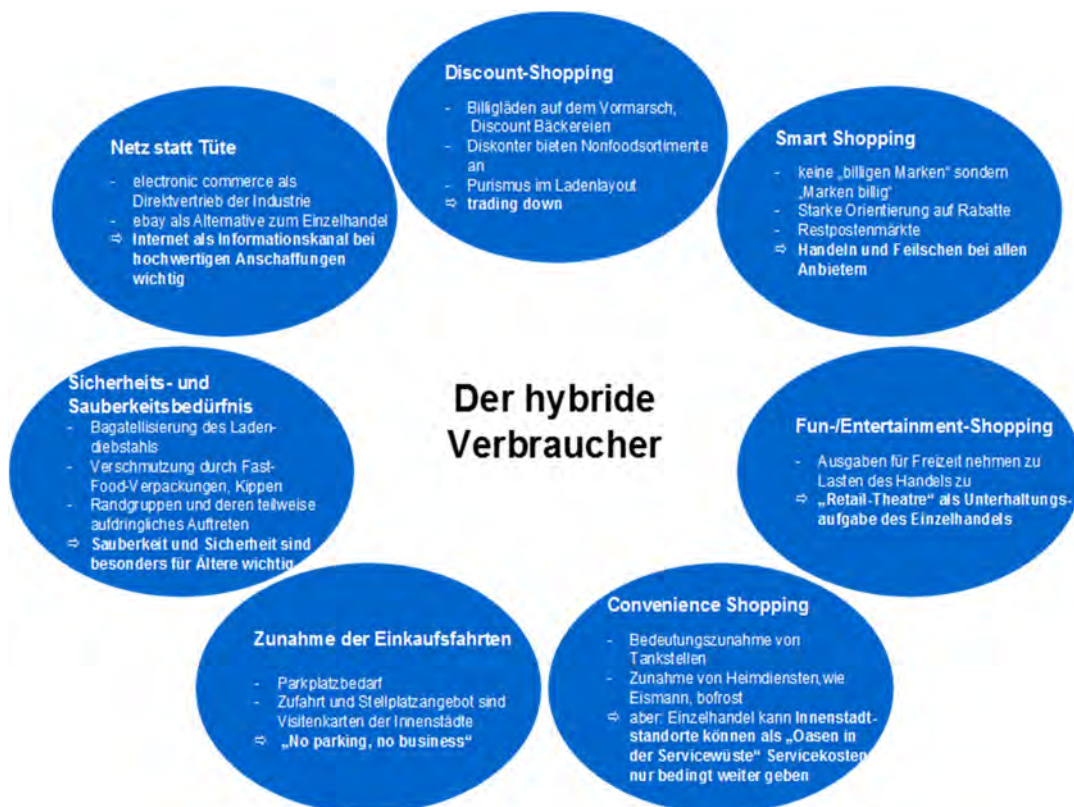 Discount-Shopping
- Billigläden auf dem Vormarsch,
Discount Bäckereien
- Diskonter bieten Nonfoodsortimente
an
- Purismus im Ladenlayout
⇨ trading down
Smart Shopping
- keine „billigen Marken“ sondern
„Marken billig“
- Starke Orientierung auf Rabatte
- Restpostenmärkte
⇨ Handeln und Feilschen bei allen
Anbietern
Fun-/Entertainment-Shopping
- Ausgaben für Freizeit nehmen zu
Lasten des Handels zu
⇨ „Retail-Theatre“ als Unterhaltungs-
aufgabe des Einzelhandels
Convenience Shopping
- Bedeutungszunahme von
Tankstellen
- Zunahme von Heimdiensten,wie
Eismann, bofrost
⇨ aber: Einzelhandel kann Innenstadt-
standorte können als „Oasen in
der Servicewüste“ Servicekosten
nur bedingt weiter geben
Zunahme der Einkaufsfahrten
- Parkplatzbedarf
- Zufahrt und Stellplatzangebot sind
Visitenkarten der Innenstädte
⇨ „No parking, no business“
Sicherheits- und
Sauberkeitsbedürfnis
- Bagatellisierung des Laden-
diebstahls
- Verschmutzung durch Fast-
Food-Verpackungen, Kippen
- Randgruppen und deren teilweise
aufdringliches Auftreten
⇨ Sauberkeit und Sicherheit sind
besonders für Ältere wichtig
Netz statt Tüte
- electronic commerce als
Direktvertrieb der Industrie
- ebay als Alternative zum Einzelhandel
⇨ Internet als Informationskanal bei
hochwertigen Anschaffungen
wichtig
Der hybride
Verbraucher